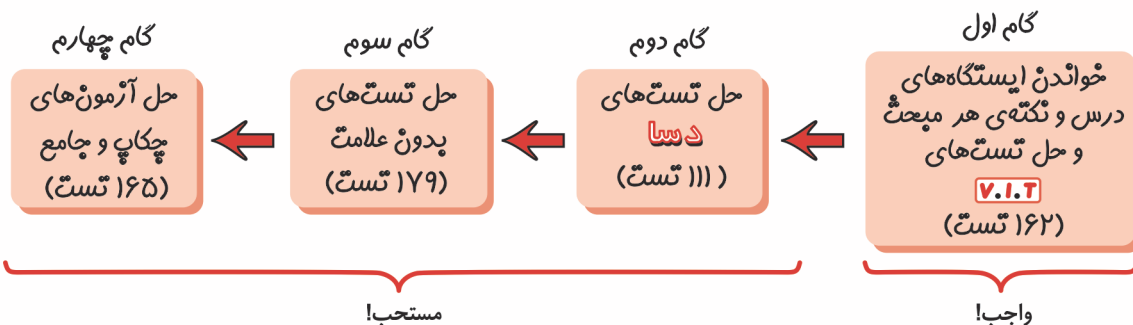 گام اول
خواندن ایستگاه‌های
درس و نکته‌ی هر مبحث
و حل تست‌های
V.I.T
(۱۶۲ تست)
واجب!
گام دوم
حل تست‌های
دسا
(۱۱۱ تست)
گام سوم
حل تست‌های
بدون علامت
(۱۷۹ تست)
گام چهارم
حل آزمون‌های
چکاپ و جامع
(۱۶۵ تست)
مستحب!